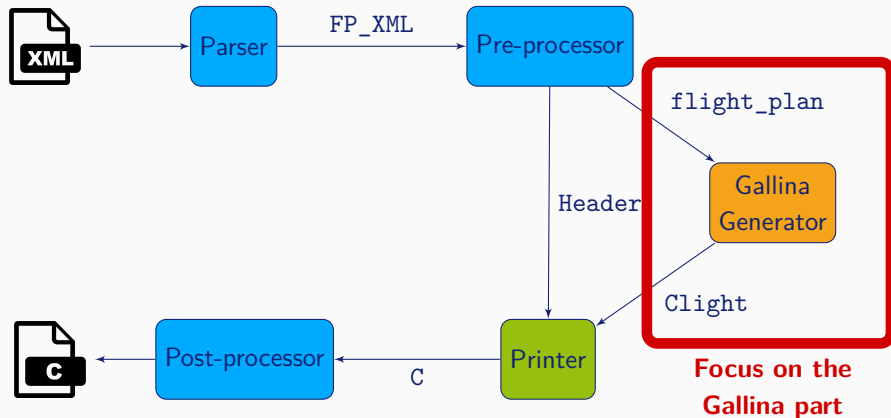 XML
Parser
FP_XML
Pre-processor
flight_plan
Gallina
Generator
Header
Clight
C
Post-processor
C
Printer
Focus on the
Gallina part